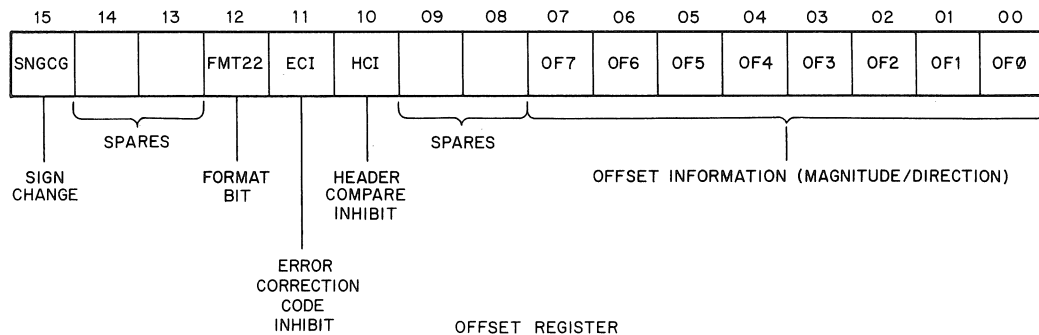 15 14 13 12 11 10 09 08 07 06 05 04 03 02 01 00
SNGCG FMT22 ECI HCI OF7 OF6 OF5 OF4 OF3 OF2 OF1 OFØ
SPARES SPARES
SIGN
CHANGE
FORMAT
BIT
HEADER
COMPARE
INHIBIT
OFFSET INFORMATION (MAGNITUDE/DIRECTION)
ERROR
CORRECTION
CODE
INHIBIT
OFFSET REGISTER